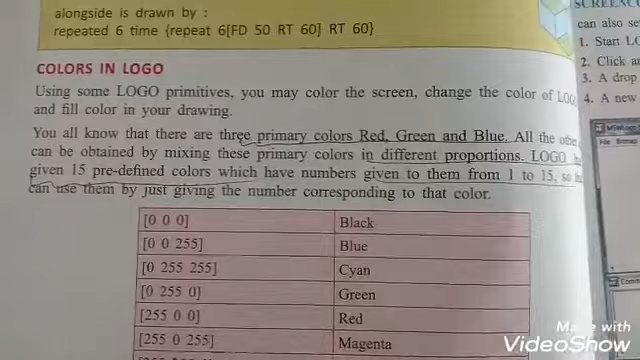 alongside is drawn by :
repeated 6 time {repeat 6[FD 50 RT 60] RT 60}
COLORS IN LOGO
Using some LOGO primitives, you may color the screen, change the color of LOG
and fill color in your drawing.
You all know that there are three primary colors Red, Green and Blue. All the othe
can be obtained by mixing these primary colors in different proportions. LOGO
given 15 pre-defined colors which have numbers given to them from 1 to 15, so
can use them by just giving the number corresponding to that color.
[0 0 0] Black
[0 0 255] Blue
[0 255 255] Cyan
[0 255 0] Green
[255 0 0] Red
[255 0 255] Magenta
can also se
1. Start LO
2. Click a
3. A drop
4. A new
File Bitmap
Made with
VideoShow